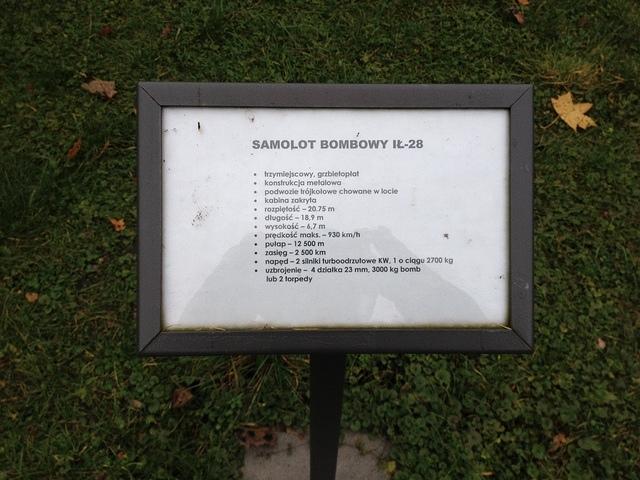 SAMOLOT BOMBOWY IŁ-28
• trzymiejscowy, grzbietopłat
• konstrukcja metalowa
• podwozie trójkołowe chowane w locie
• kabina zakryta
• rozpiętość – 20.75 m
• długość – 18,9 m
• wysokość – 6,7 m
• prędkość maks. – 930 km/h
• pułap – 12 500 m
• zasięg – 2 500 km
• napęd – 2 silniki turboodrzutowe KW, 1 o ciągu 2700 kg
• uzbrojenie – 4 działka 23 mm, 3000 kg bomb
lub 2 torpedy